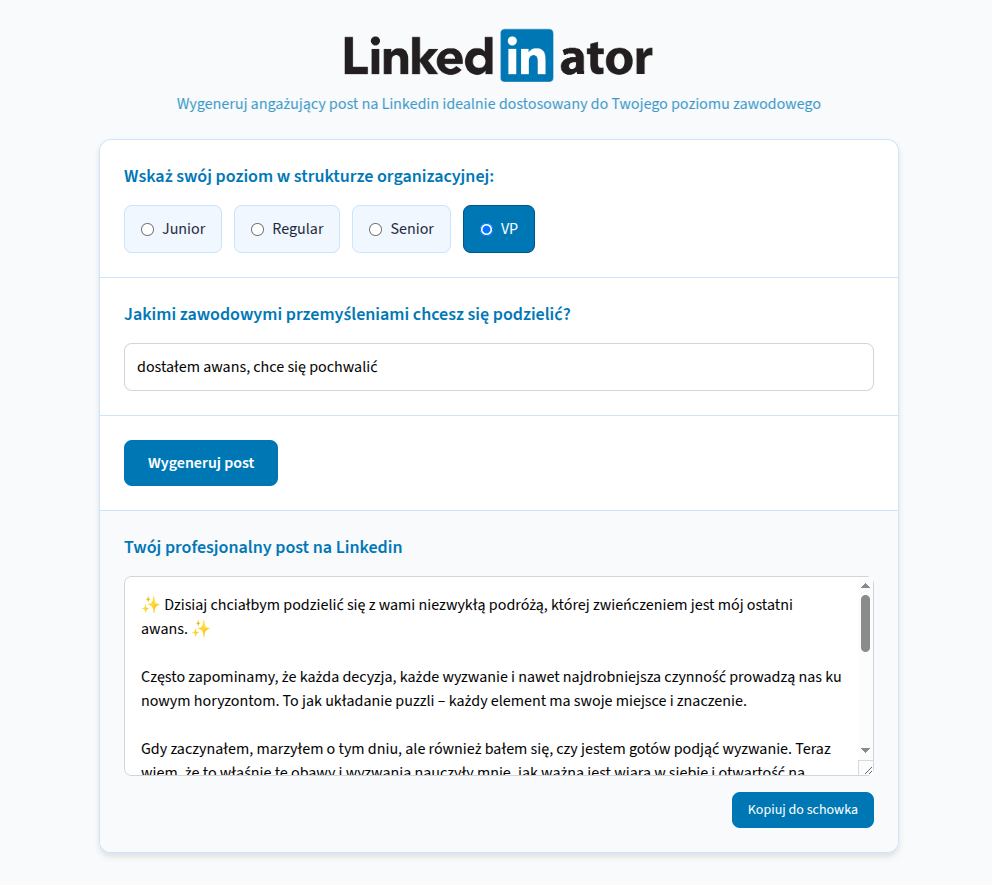 Linkedinator
Wygeneruj angażujący post na Linkedin idealnie dostosowany do Twojego poziomu zawodowego
Wskaż swój poziom w strukturze organizacyjnej:
Junior
Regular
Senior
VP
Jakimi zawodowymi przemyśleniami chcesz się podzielić?
dostałem awans, chce się pochwalić
Wygeneruj post
Twój profesjonalny post na Linkedin
✨ Dzisiaj chciałbym podzielić się z wami niezwykłą podróżą, której zwieńczeniem jest mój ostatni
awans. ✨
Często zapominamy, że każda decyzja, każde wyzwanie i nawet najdrobniejsza czynność prowadzą nas ku
nowym horyzontom. To jak układanie puzzli – każdy element ma swoje miejsce i znaczenie.
Gdy zaczynałem, marzyłem o tym dniu, ale również bałem się, czy jestem gotów podjąć wyzwanie. Teraz
wiem, że to właśnie te obawy i wyzwania nauczyły mnie, jak ważna jest wiara w siebie i otwartość na
Kopiuj do schowka